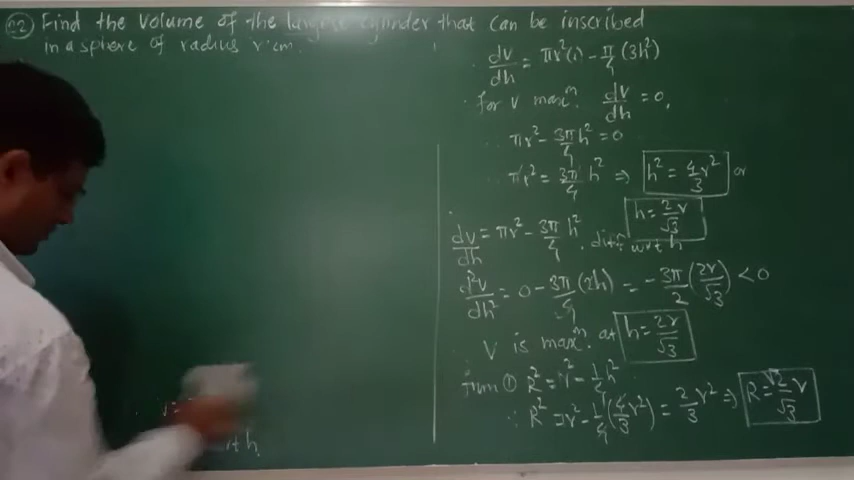 22 Find the volume of the largest cylinder that can be inscribed
in a sphere of radius r cm.
v =
h.
dv/dh = πr²(1) - π/4 (3h²)
for V maxᵐ. dv/dh = 0,
∴ πr² - 3π/4 h² = 0
∴ πr² = 3π/4 h² ⇒ h² = 4/3 r² or
h = 2r/√3
dv/dh = πr² - 3π/4 h². diff. wrt h
d²v/dh² = 0 - 3π/4 (2h) = - 3π/2 (2r/√3) < 0
V is maxᵐ. at h = 2r/√3
from ① R² = r² - 1/4 h²
∴ R² = r² - 1/4 (4/3 r²) = 2/3 r² ⇒ R = √2/√3 r